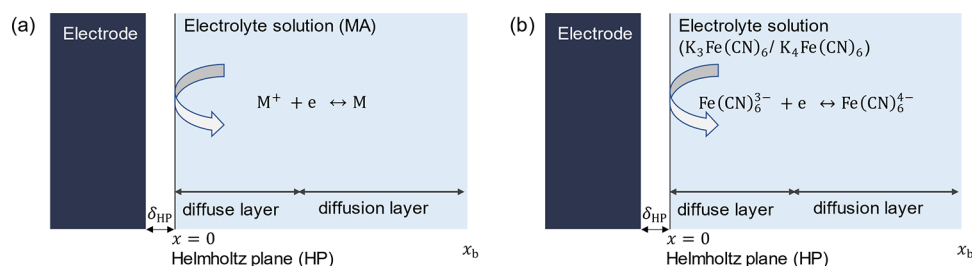 (a)
Electrode
Electrolyte solution (MA)
M⁺ + e ↔ M
diffuse layer
diffusion layer
δ_HP
x = 0
x_b
Helmholtz plane (HP)
(b)
Electrode
Electrolyte solution
(K₃Fe(CN)₆/ K₄Fe(CN)₆)
Fe(CN)₆³⁻ + e ↔ Fe(CN)₆⁴⁻
diffuse layer
diffusion layer
δ_HP
x = 0
x_b
Helmholtz plane (HP)